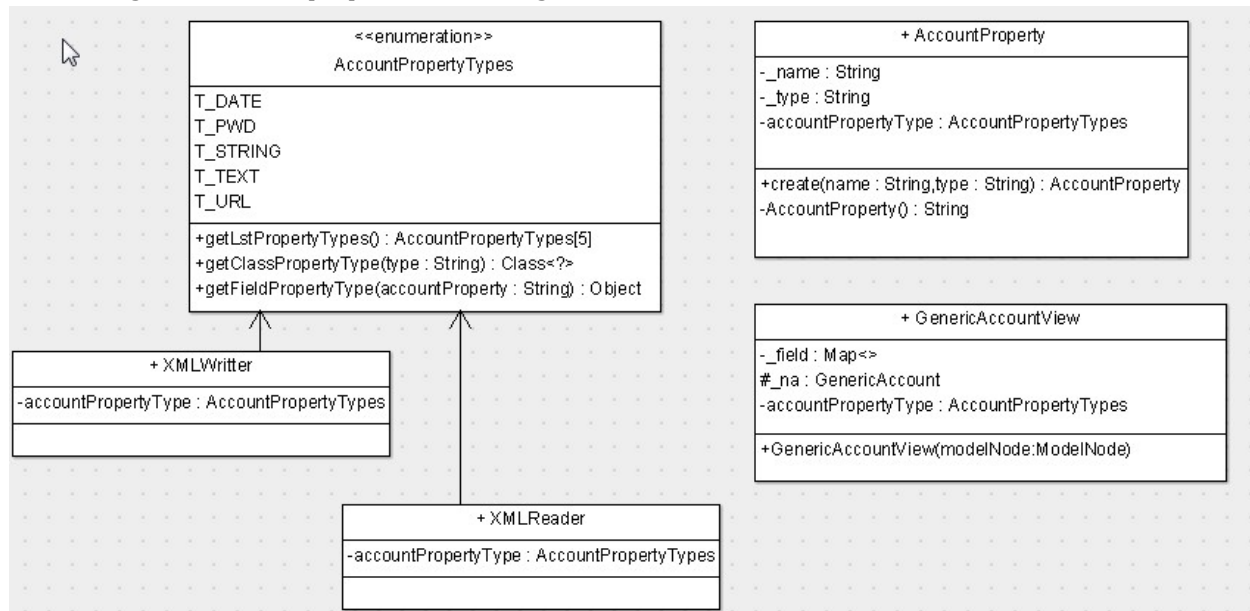 <<enumeration>>
AccountPropertyTypes
T_DATE
T_PWD
T_STRING
T_TEXT
T_URL
+getLstPropertyTypes() : AccountPropertyTypes[5]
+getClassPropertyType(type : String) : Class<?>
+getFieldPropertyType(accountProperty : String) : Object
+ AccountProperty
-_name : String
-_type : String
-accountPropertyType : AccountPropertyTypes
+create(name : String,type : String) : AccountProperty
-AccountProperty() : String
+ GenericAccountView
-_field : Map<>
#_na : GenericAccount
-accountPropertyType : AccountPropertyTypes
+GenericAccountView(modelNode:ModelNode)
+ XMLWritter
-accountPropertyType : AccountPropertyTypes
+ XMLReader
-accountPropertyType : AccountPropertyTypes